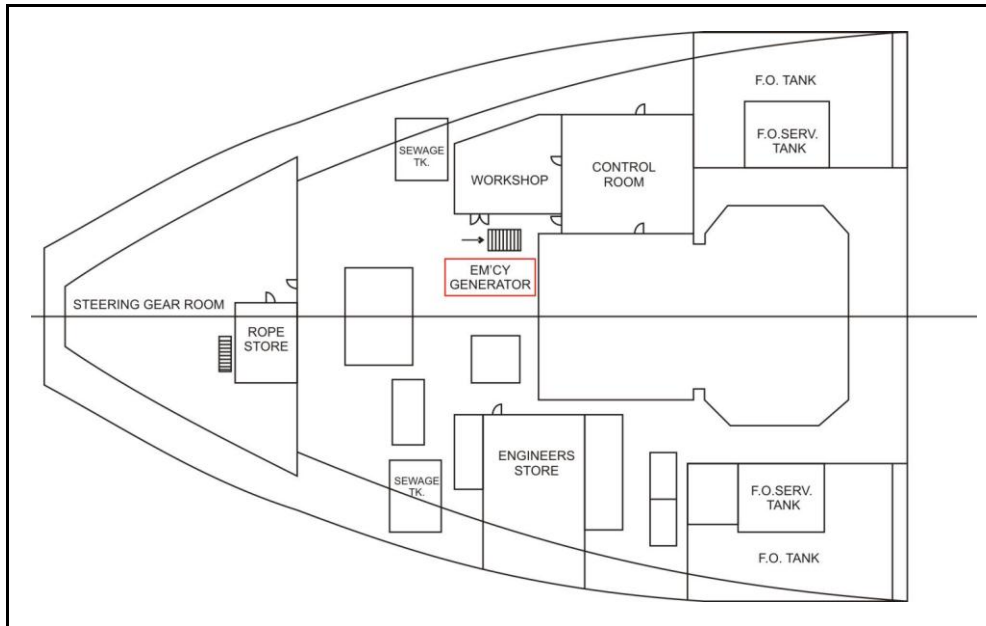 F.O. TANK
F.O.SERV.
TANK
SEWAGE
TK.
WORKSHOP
CONTROL
ROOM
EM'CY
GENERATOR
STEERING GEAR ROOM
ROPE
STORE
ENGINEERS
STORE
SEWAGE
TK.
F.O.SERV.
TANK
F.O. TANK